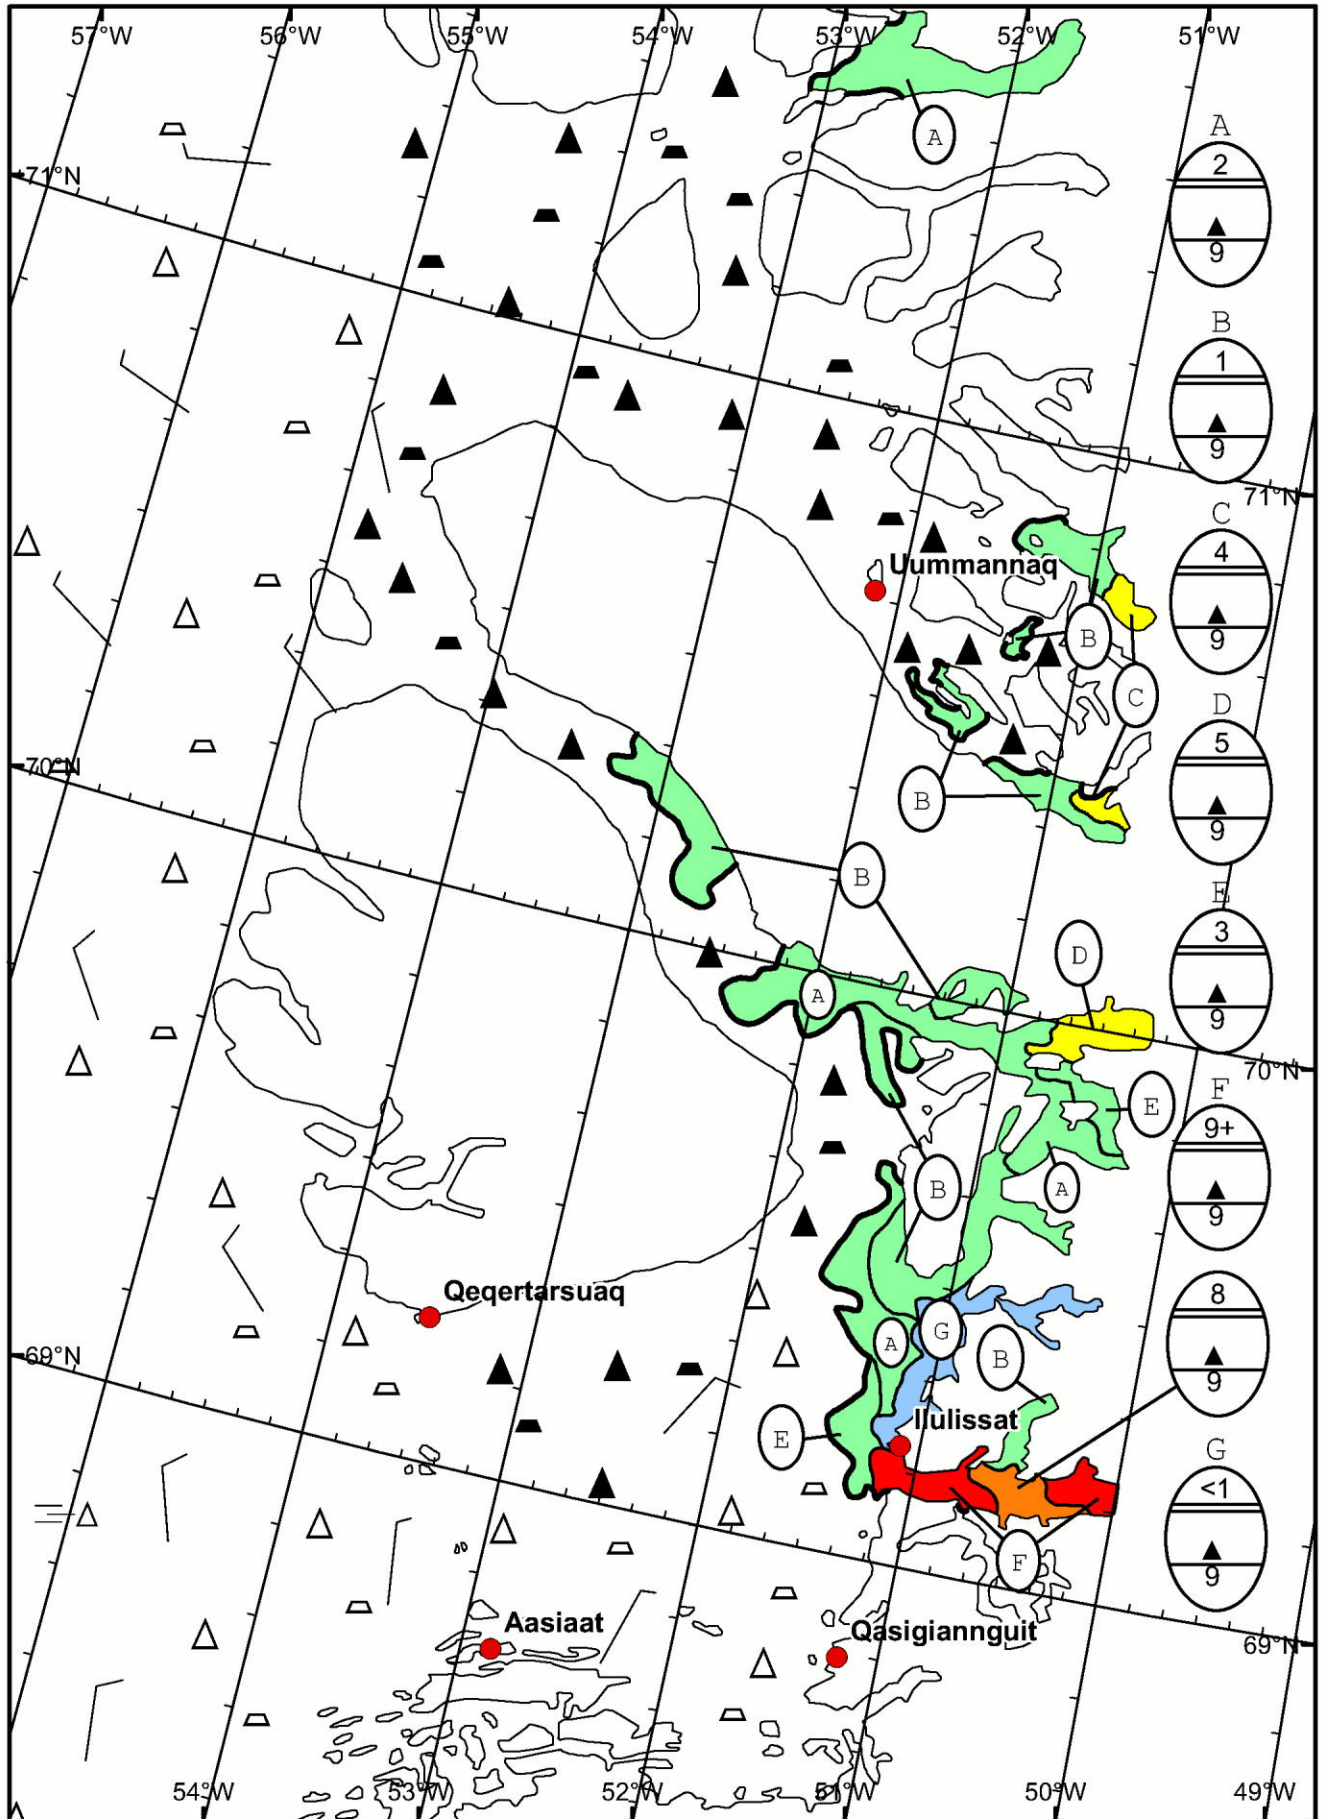 57°W 56°W 55°W 54°W 53°W 52°W 51°W
A
2
9
A
71°N
B
1
9
71°N
C
4
9
Uummannaq
B
C
D
5
9
70°N
B
B
E
3
9
D
A
70°N
E
F
9+
9
B
A
Qeqertarsuaq
8
9
A
G
B
69°N
Ilulissat
E
G
<1
9
F
Aasiaat
Qasigiannguit
69°N
54°W 53°W 52°W 51°W 50°W 49°W